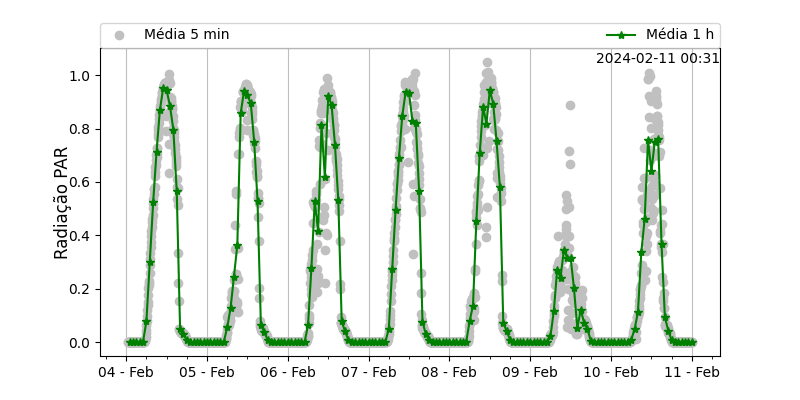 Média 5 min
Média 1 h
2024-02-11 00:31
Radiação PAR
1.0
0.8
0.6
0.4
0.2
0.0
04 - Feb
05 - Feb
06 - Feb
07 - Feb
08 - Feb
09 - Feb
10 - Feb
11 - Feb